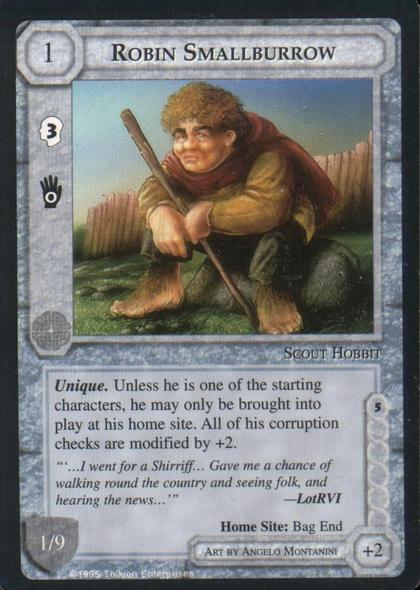 1
ROBIN SMALLBURROW
3
0
SCOUT HOBBIT
Unique. Unless he is one of the starting
characters, he may only be brought into
play at his home site. All of his corruption
checks are modified by +2.
5
“‘...I went for a Shirriff... Gave me a chance of
walking round the country and seeing folk, and
hearing the news...’” —LotRVI
Home Site: Bag End
1/9
ART BY ANGELO MONTANINI
+2
©1995 Tolkien Enterprises